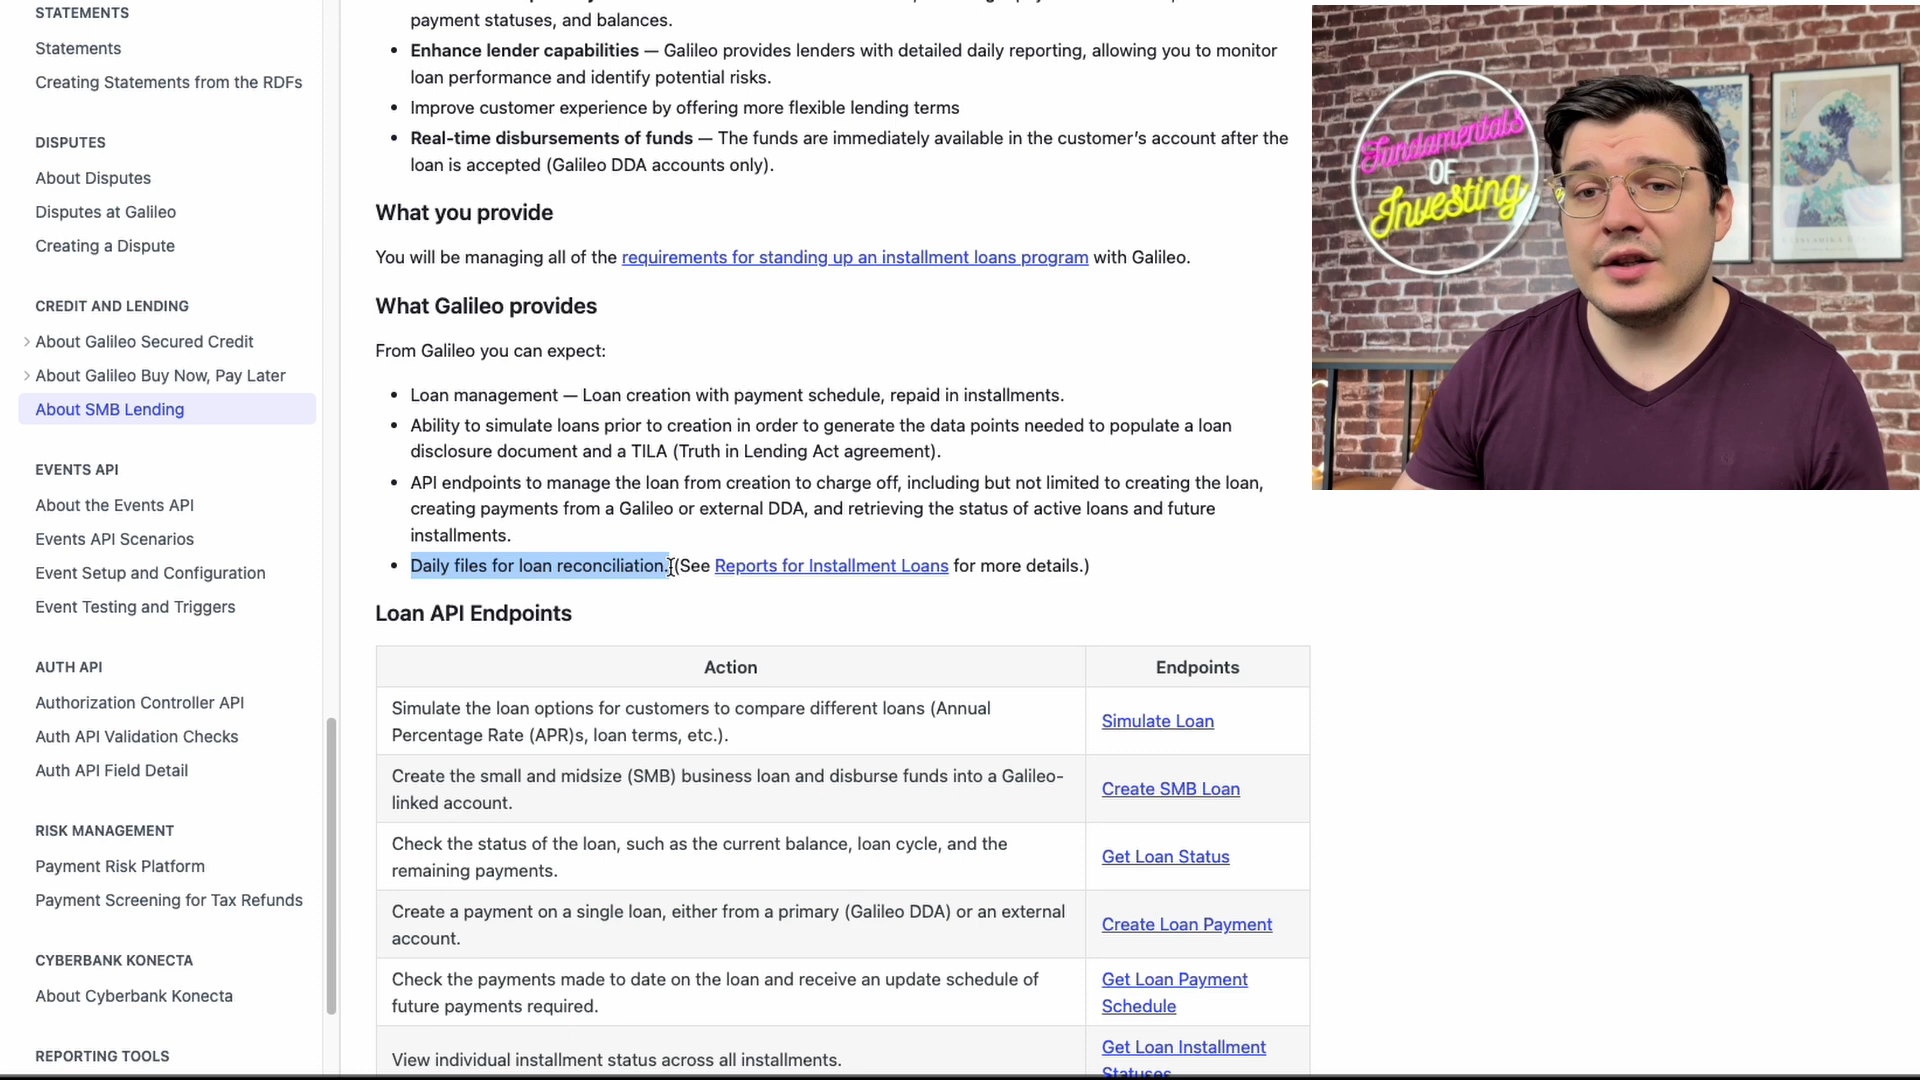 STATEMENTS
Statements
Creating Statements from the RDFs
DISPUTES
About Disputes
Disputes at Galileo
Creating a Dispute
CREDIT AND LENDING
About Galileo Secured Credit
About Galileo Buy Now, Pay Later
About SMB Lending
EVENTS API
About the Events API
Events API Scenarios
Event Setup and Configuration
Event Testing and Triggers
AUTH API
Authorization Controller API
Auth API Validation Checks
Auth API Field Detail
RISK MANAGEMENT
Payment Risk Platform
Payment Screening for Tax Refunds
CYBERBANK KONECTA
About Cyberbank Konecta
REPORTING TOOLS
payment statuses, and balances.
Enhance lender capabilities — Galileo provides lenders with detailed daily reporting, allowing you to monitor
loan performance and identify potential risks.
Improve customer experience by offering more flexible lending terms
Real-time disbursements of funds — The funds are immediately available in the customer’s account after the
loan is accepted (Galileo DDA accounts only).
What you provide
You will be managing all of the requirements for standing up an installment loans program with Galileo.
What Galileo provides
From Galileo you can expect:
Loan management — Loan creation with payment schedule, repaid in installments.
Ability to simulate loans prior to creation in order to generate the data points needed to populate a loan
disclosure document and a TILA (Truth in Lending Act agreement).
API endpoints to manage the loan from creation to charge off, including but not limited to creating the loan,
creating payments from a Galileo or external DDA, and retrieving the status of active loans and future
installments.
Daily files for loan reconciliation. (See Reports for Installment Loans for more details.)
Loan API Endpoints
Action Endpoints
Simulate the loan options for customers to compare different loans (Annual
Percentage Rate (APR)s, loan terms, etc.).
Simulate Loan
Create the small and midsize (SMB) business loan and disburse funds into a Galileo-
linked account.
Create SMB Loan
Check the status of the loan, such as the current balance, loan cycle, and the
remaining payments.
Get Loan Status
Create a payment on a single loan, either from a primary (Galileo DDA) or an external
account.
Create Loan Payment
Check the payments made to date on the loan and receive an update schedule of
future payments required.
Get Loan Payment
Schedule
View individual installment status across all installments.
Get Loan Installment
Statuses
Fundamentals
OF
Investing